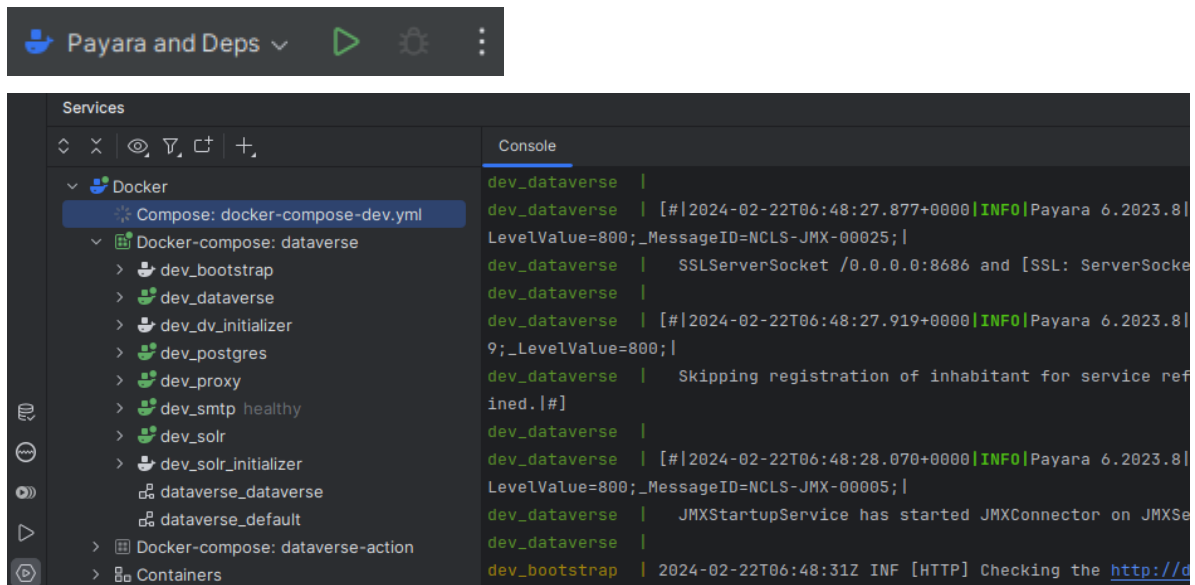 Payara and Deps
Services
Console
Docker
Compose: docker-compose-dev.yml
Docker-compose: dataverse
dev_bootstrap
dev_dataverse
dev_dv_initializer
dev_postgres
dev_proxy
dev_smtp healthy
dev_solr
dev_solr_initializer
dataverse_dataverse
dataverse_default
Docker-compose: dataverse-action
Containers
dev_dataverse |
dev_dataverse | [#|2024-02-22T06:48:27.877+0000|INFO|Payara 6.2023.8|
LevelValue=800;_MessageID=NCLS-JMX-00025;|
dev_dataverse | SSLServerSocket /0.0.0.0:8686 and [SSL: ServerSocke
dev_dataverse |
dev_dataverse | [#|2024-02-22T06:48:27.919+0000|INFO|Payara 6.2023.8|
9;_LevelValue=800;|
dev_dataverse | Skipping registration of inhabitant for service ref
ined.|#]
dev_dataverse |
dev_dataverse | [#|2024-02-22T06:48:28.070+0000|INFO|Payara 6.2023.8|
LevelValue=800;_MessageID=NCLS-JMX-00005;|
dev_dataverse | JMXStartupService has started JMXConnector on JMXSe
dev_dataverse |
dev_bootstrap | 2024-02-22T06:48:31Z INF [HTTP] Checking the http://d